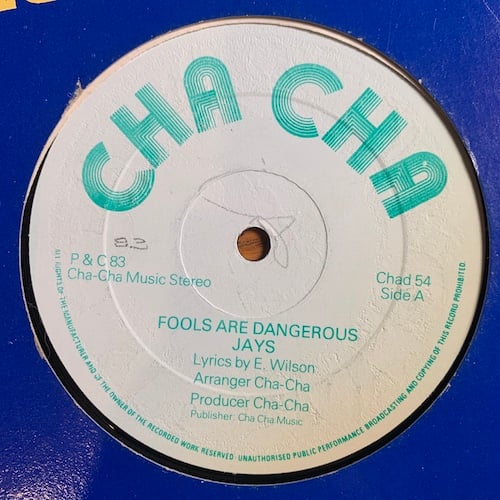 CHA CHA
83
P & C 83
Cha-Cha Music Stereo
Chad 54
Side A
FOOLS ARE DANGEROUS
JAYS
Lyrics by E. Wilson
Arranger Cha-Cha
Producer Cha-Cha
Publisher: Cha Cha Music
ALL RIGHTS OF THE MANUFACTURER AND OF THE OWNER OF THE RECORDED WORK RESERVED · UNAUTHORISED PUBLIC PERFORMANCE BROADCASTING AND COPYING OF THIS RECORD PROHIBITED.